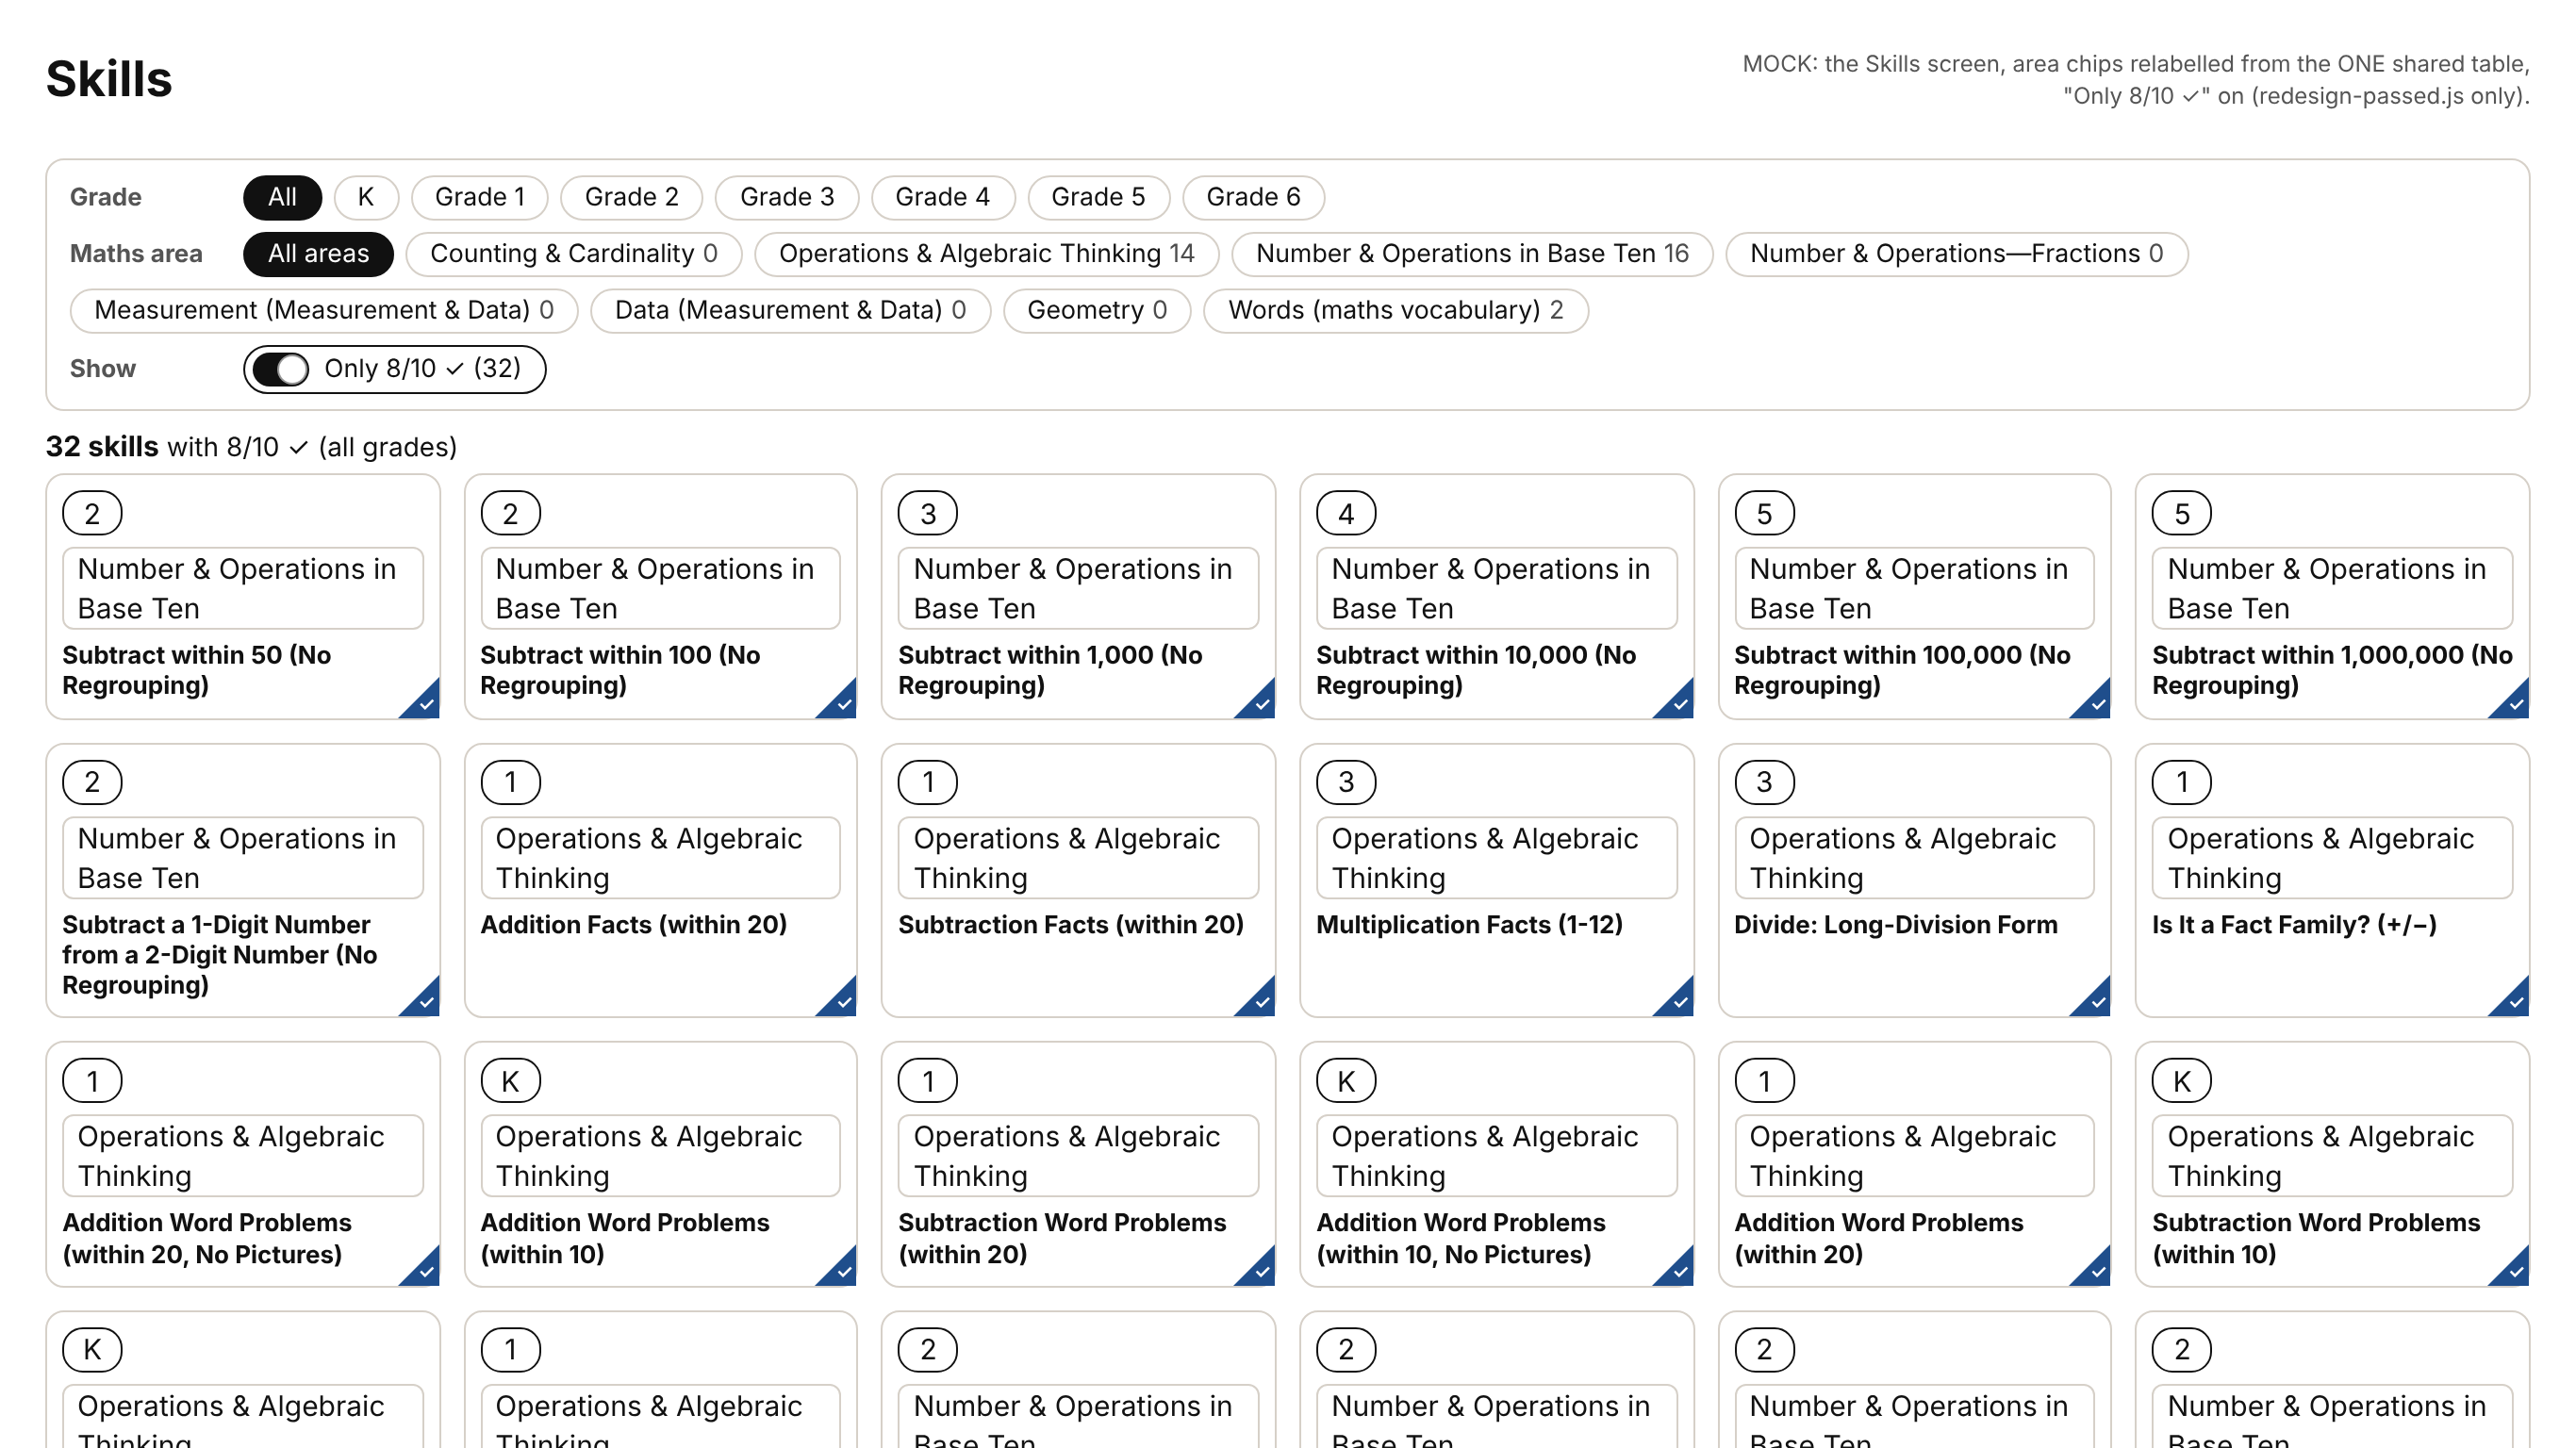 Skills
MOCK: the Skills screen, area chips relabelled from the ONE shared table,
"Only 8/10 ✓" on (redesign-passed.js only).
Grade All K Grade 1 Grade 2 Grade 3 Grade 4 Grade 5 Grade 6
Maths area All areas Counting & Cardinality 0 Operations & Algebraic Thinking 14 Number & Operations in Base Ten 16 Number & Operations—Fractions 0
Measurement (Measurement & Data) 0 Data (Measurement & Data) 0 Geometry 0 Words (maths vocabulary) 2
Show Only 8/10 ✓ (32)
32 skills with 8/10 ✓ (all grades)
2
Number & Operations in
Base Ten
Subtract within 50 (No
Regrouping)
2
Number & Operations in
Base Ten
Subtract within 100 (No
Regrouping)
3
Number & Operations in
Base Ten
Subtract within 1,000 (No
Regrouping)
4
Number & Operations in
Base Ten
Subtract within 10,000 (No
Regrouping)
5
Number & Operations in
Base Ten
Subtract within 100,000 (No
Regrouping)
5
Number & Operations in
Base Ten
Subtract within 1,000,000 (No
Regrouping)
2
Number & Operations in
Base Ten
Subtract a 1-Digit Number
from a 2-Digit Number (No
Regrouping)
1
Operations & Algebraic
Thinking
Addition Facts (within 20)
1
Operations & Algebraic
Thinking
Subtraction Facts (within 20)
3
Operations & Algebraic
Thinking
Multiplication Facts (1-12)
3
Operations & Algebraic
Thinking
Divide: Long-Division Form
1
Operations & Algebraic
Thinking
Is It a Fact Family? (+/−)
1
Operations & Algebraic
Thinking
Addition Word Problems
(within 20, No Pictures)
K
Operations & Algebraic
Thinking
Addition Word Problems
(within 10)
1
Operations & Algebraic
Thinking
Subtraction Word Problems
(within 20)
K
Operations & Algebraic
Thinking
Addition Word Problems
(within 10, No Pictures)
1
Operations & Algebraic
Thinking
Addition Word Problems
(within 20)
K
Operations & Algebraic
Thinking
Subtraction Word Problems
(within 10)
K
Operations & Algebraic
Thinking
1
Operations & Algebraic
Thinking
2
Number & Operations in
Base Ten
2
Number & Operations in
Base Ten
2
Number & Operations in
Base Ten
2
Number & Operations in
Base Ten